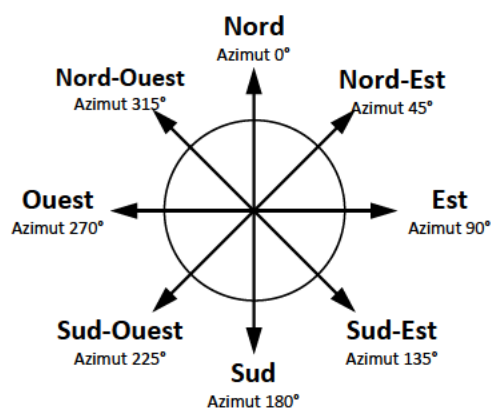 Nord
Azimut 0°
Nord-Ouest
Azimut 315°
Nord-Est
Azimut 45°
Ouest
Azimut 270°
Est
Azimut 90°
Sud-Ouest
Azimut 225°
Sud-Est
Azimut 135°
Sud
Azimut 180°